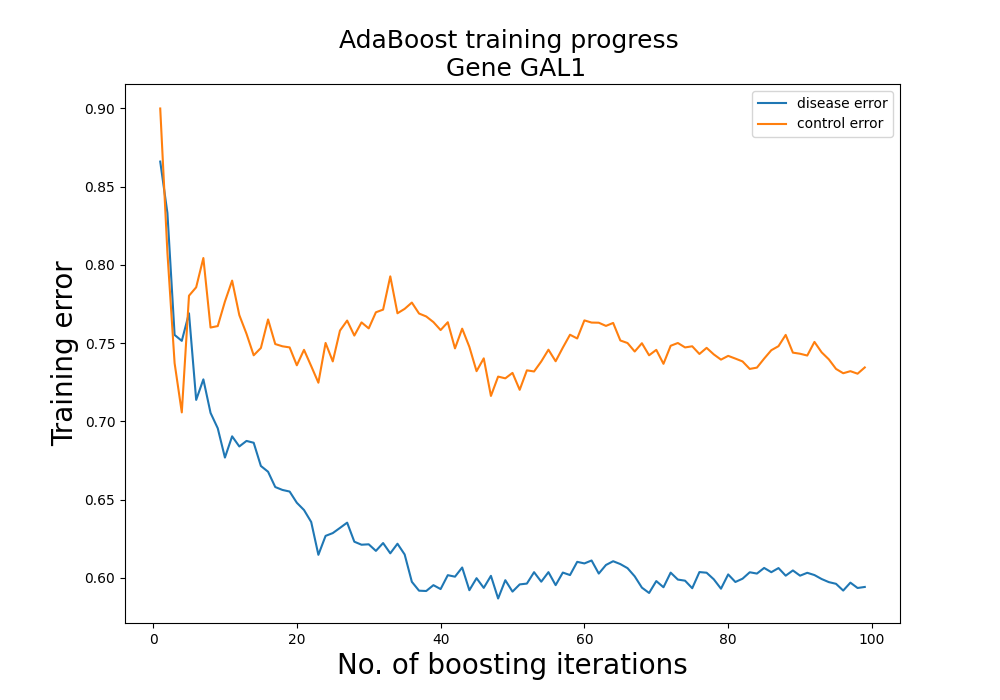 AdaBoost training progress
Gene GAL1
disease error
control error
0.90
0.85
0.80
0.75
0.70
0.65
0.60
Training error
0 20 40 60 80 100
No. of boosting iterations